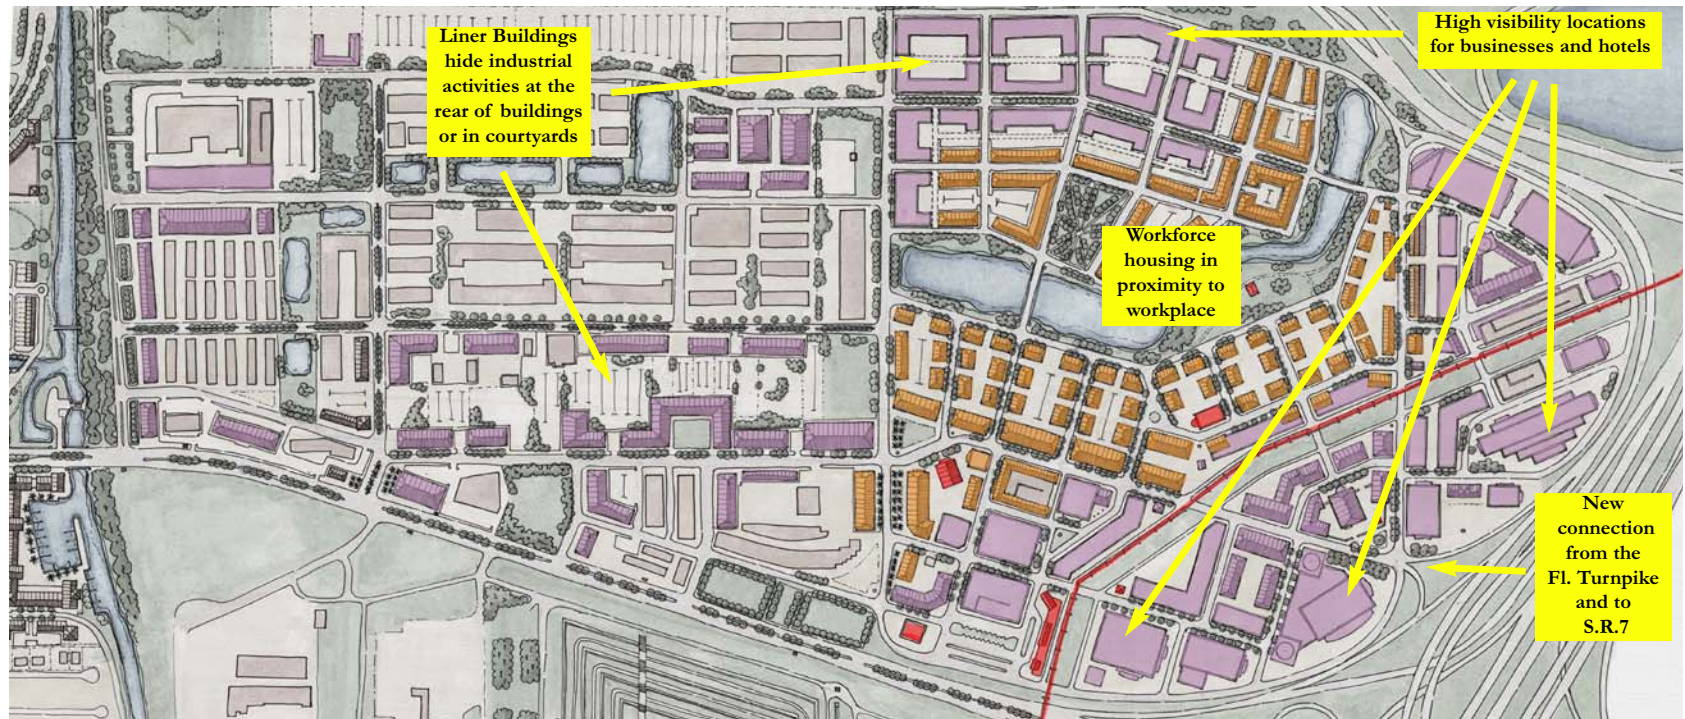 Liner Buildings
hide industrial
activities at the
rear of buildings
or in courtyards
High visibility locations
for businesses and hotels
Workforce
housing in
proximity to
workplace
New
connection
from the
Fl. Turnpike
and to
S.R.7